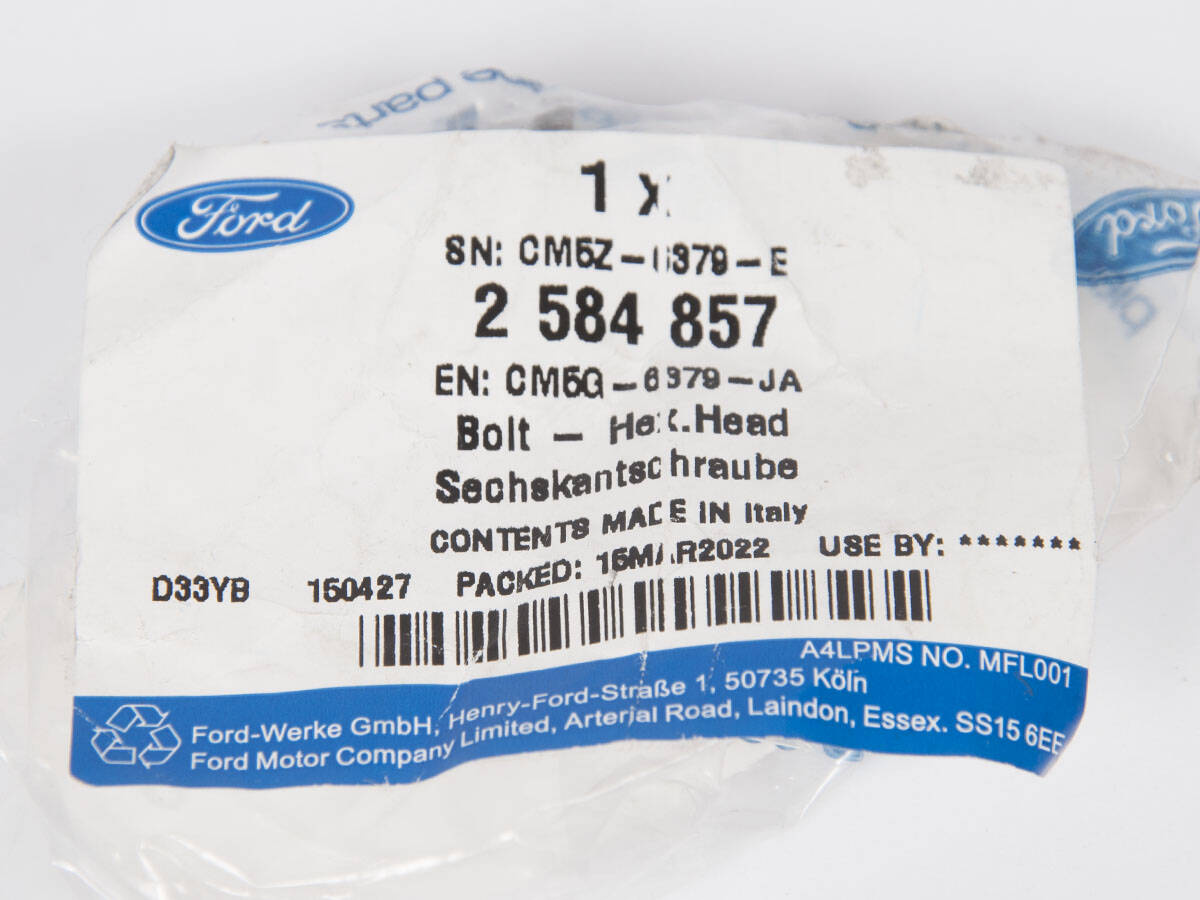 parts
Ford
1 x
SN: CM5Z-6379-E
2 584 857
EN: CM5G-6379-JA
Bolt - Hex.Head
Sechskantschraube
CONTENTS MADE IN Italy
D33YB 150427 PACKED: 15MAR2022 USE BY: *******
A4LPMS NO. MFL001
Ford-Werke GmbH, Henry-Ford-Straße 1, 50735 Köln
Ford Motor Company Limited, Arterial Road, Laindon, Essex. SS15 6EE
Ford